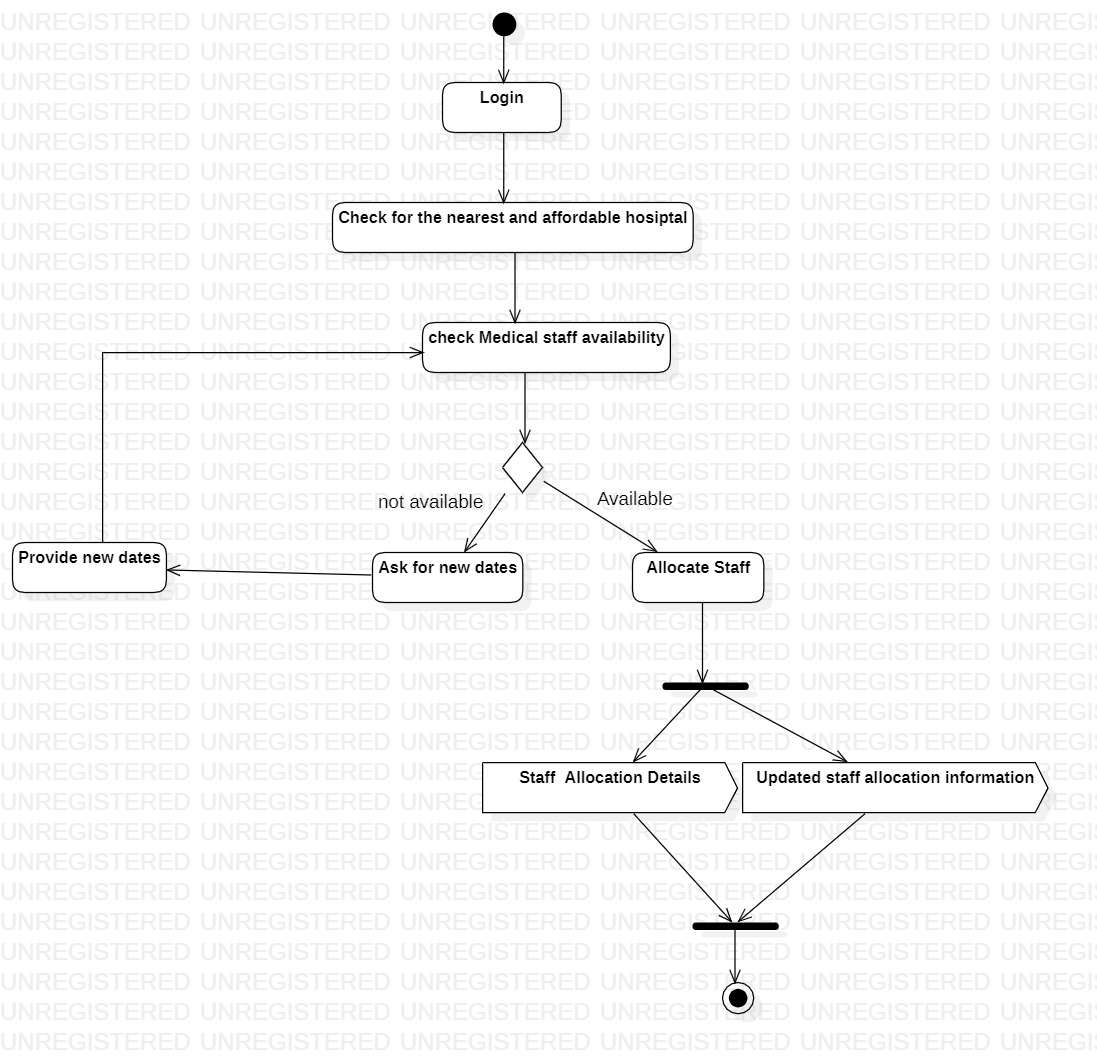 Login
Check for the nearest and affordable hosiptal
check Medical staff availability
not available
Available
Provide new dates
Ask for new dates
Allocate Staff
Staff  Allocation Details
Updated staff allocation information
UNREGISTERED